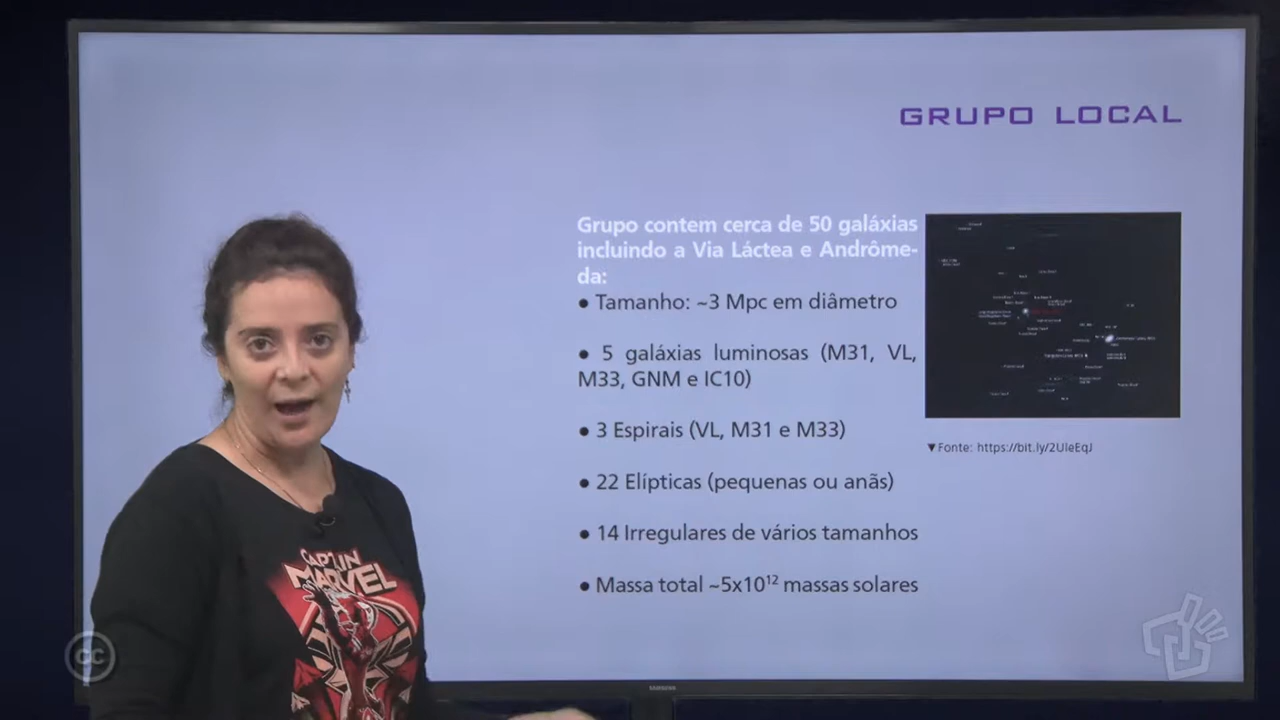 GRUPO LOCAL
Grupo contem cerca de 50 galáxias
incluindo a Via Láctea e Andrôme-
da:
● Tamanho: ~3 Mpc em diâmetro
● 5 galáxias luminosas (M31, VL,
M33, GNM e IC10)
● 3 Espirais (VL, M31 e M33)
● 22 Elípticas (pequenas ou anãs)
● 14 Irregulares de vários tamanhos
● Massa total ~5x10¹² massas solares
▼Fonte: https://bit.ly/2UleEqJ
CAPTAIN
MARVEL
cc
SAMSUNG